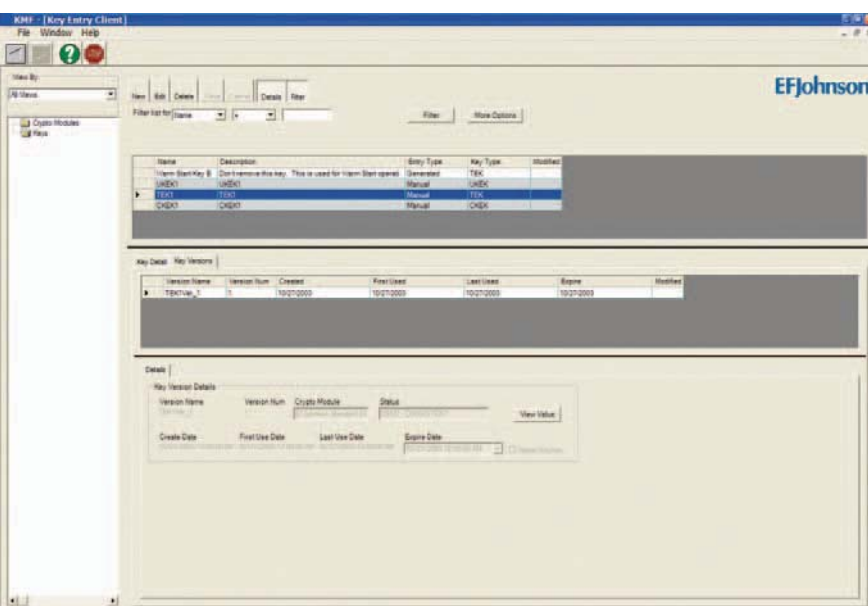 KMF - [Key Entry Client]
File Window Help
View By:
All Views
Crypto Modules
Keys
EFJohnson
New Edit Delete Details Filter
Filter list for Name = Filter More Options
Name Description Entry Type Key Type Modified
Warm Start Key B Don't remove this key. This is used for Warm Start operati Generated TEK
UKEK1 UKEK1 Manual UKEK
TEK1 TEK1 Manual TEK
CKEK1 CKEK1 Manual CKEK
Key Detail Key Versions
Version Name Version Num Created First Used Last Used Expire Modified
TEK1Ver_1 1 10/27/2003 10/27/2003 10/27/2003 10/27/2003
Details
Key Version Details
Version Name Version Num Crypto Module Status
View Value
Create Date First Use Date Last Use Date Expire Date